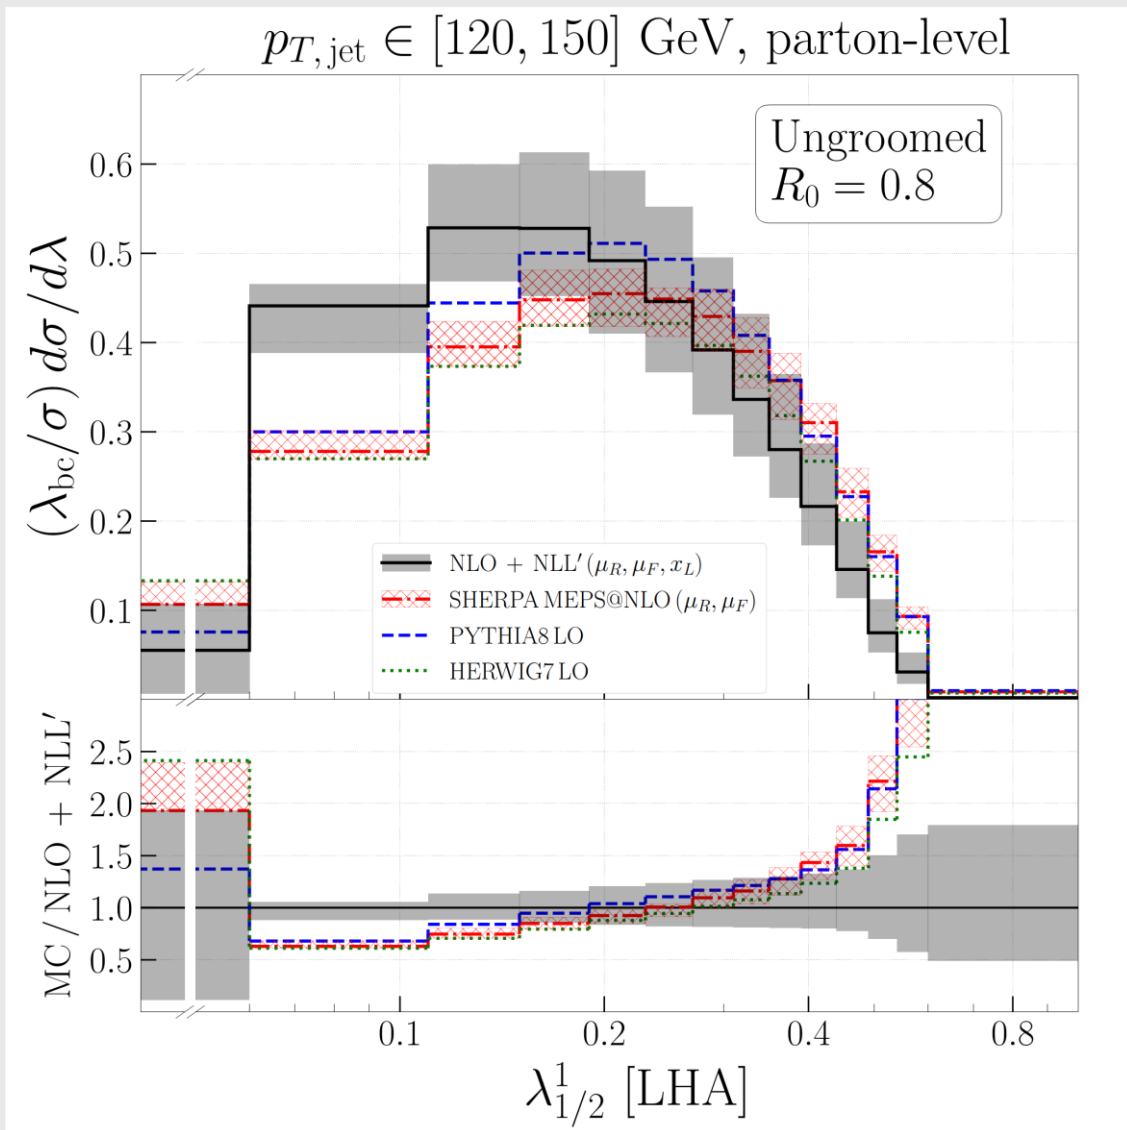 p_{T, jet} ∈ [120, 150] GeV, parton-level
Ungroomed
R_0 = 0.8
(λ_{bc}/σ) dσ/dλ
0.6
0.5
0.4
0.3
0.2
0.1
NLO + NLL′ (μ_R, μ_F, x_L)
SHERPA MEPS@NLO (μ_R, μ_F)
PYTHIA8 LO
HERWIG7 LO
MC / NLO + NLL′
2.5
2.0
1.5
1.0
0.5
0.1 0.2 0.4 0.8
λ^1_{1/2} [LHA]